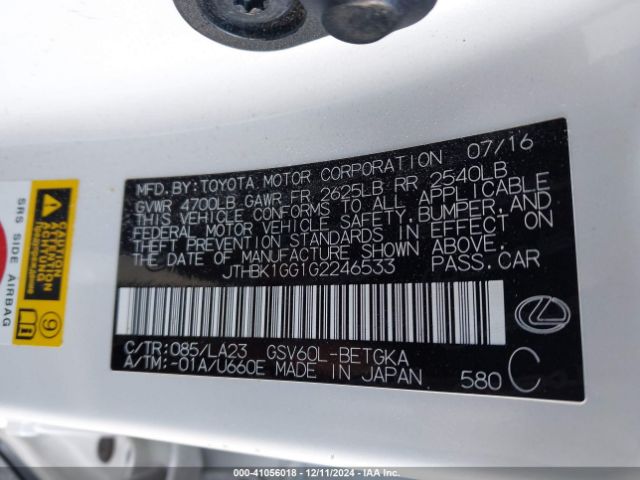 07/16
MFD. BY: TOYOTA MOTOR CORPORATION
GVWR 4700LB GAWR FR 2625LB RR 2540LB
THIS VEHICLE CONFORMS TO ALL APPLICABLE
FEDERAL MOTOR VEHICLE SAFETY, BUMPER, AND
THEFT PREVENTION STANDARDS IN EFFECT ON
THE DATE OF MANUFACTURE SHOWN ABOVE.
JTHBK1GG1G2246533 PASS. CAR
C/TR: 085/LA23 GSV60L-BETGKA
A/TM: -01A/U660E MADE IN JAPAN
580 C
SRS SIDE AIRBAG
9
000-41056018 - 12/11/2024 - IAA Inc.